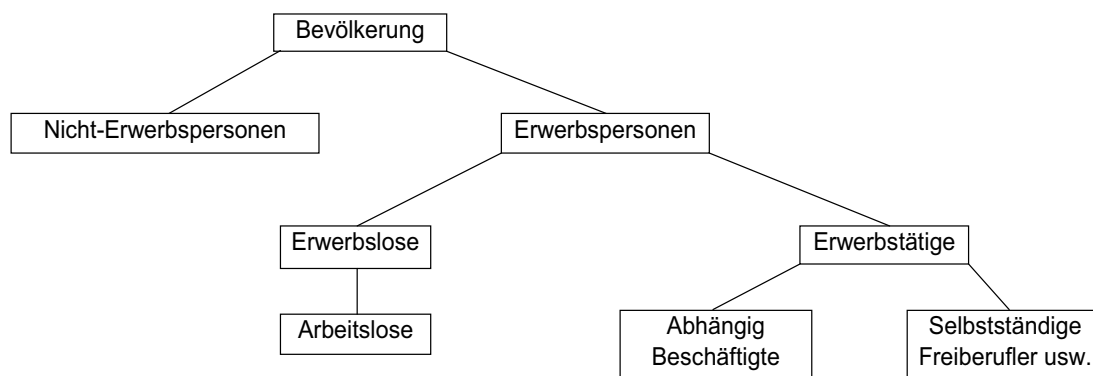 Bevölkerung
Nicht-Erwerbspersonen
Erwerbspersonen
Erwerbslose
Erwerbstätige
Arbeitslose
Abhängig
Beschäftigte
Selbstständige
Freiberufler usw.